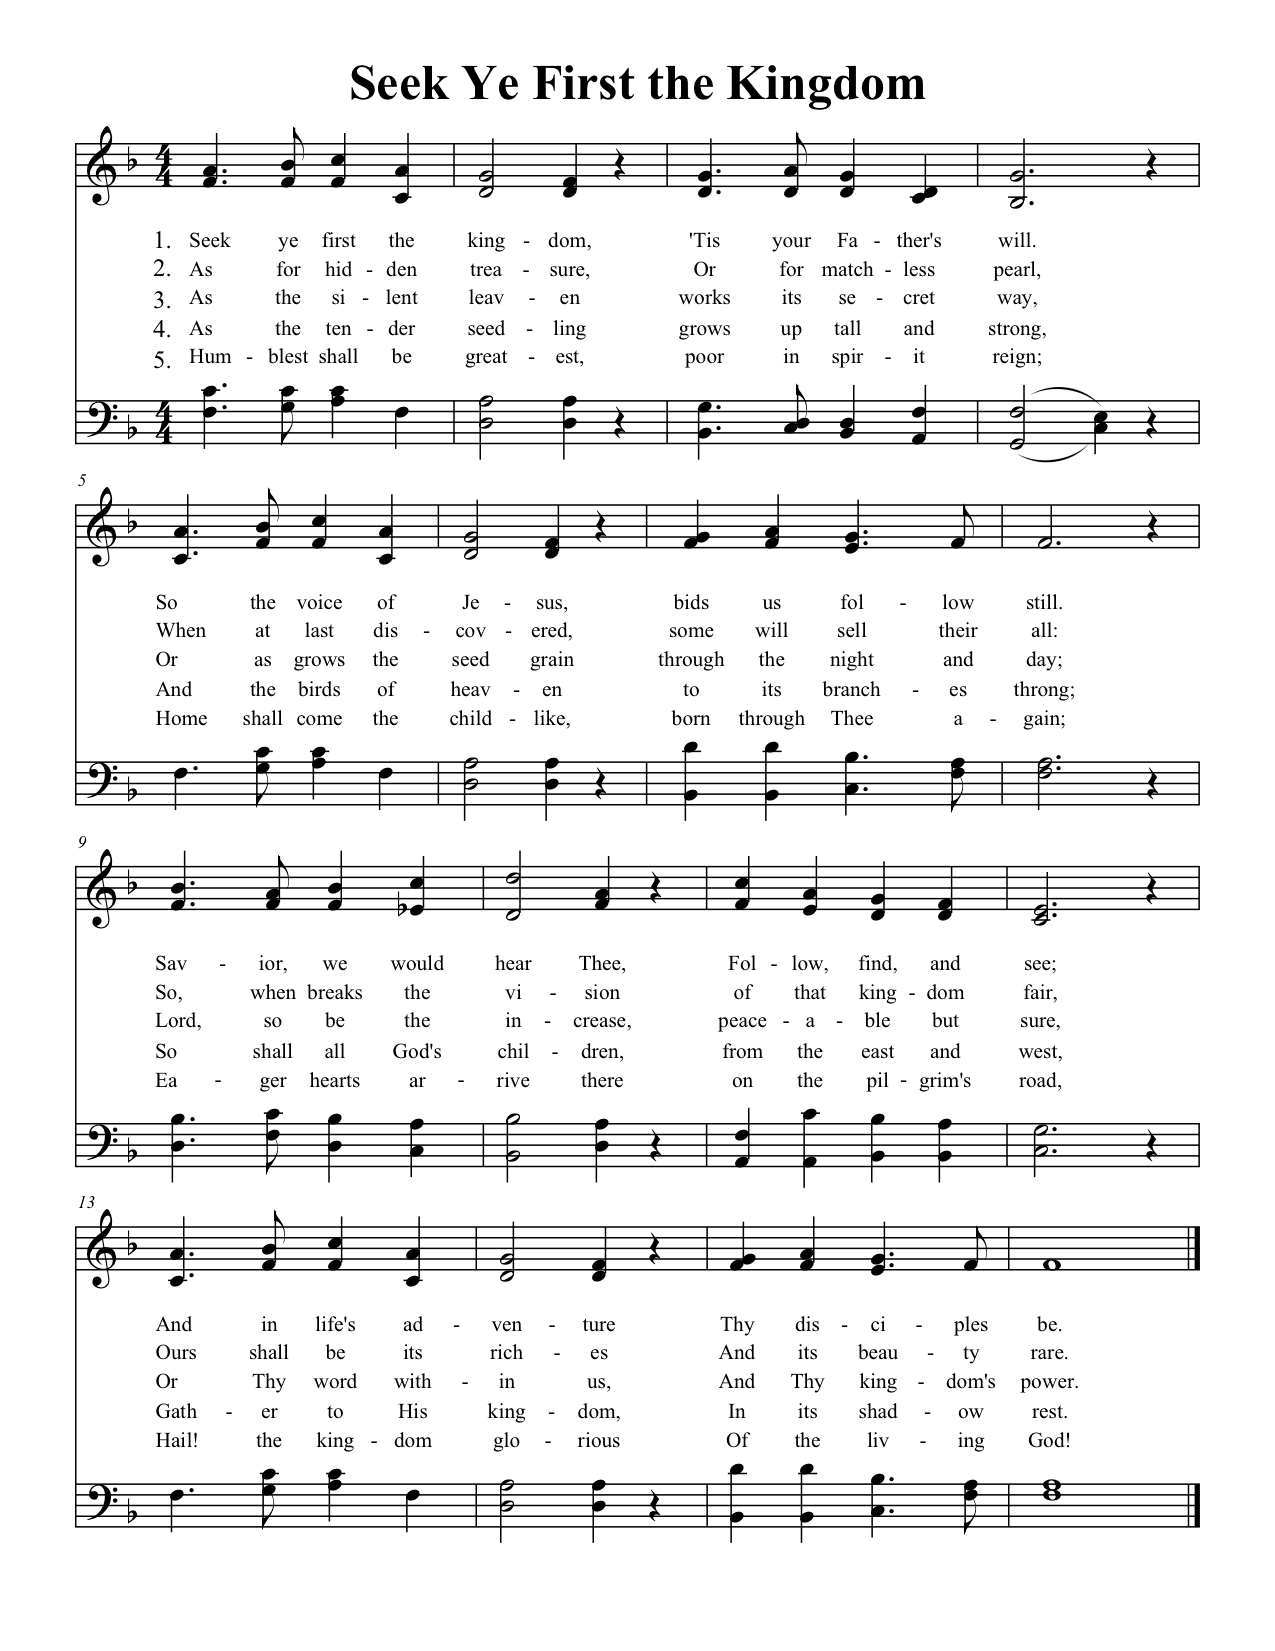 Seek Ye First the Kingdom
4
4
1. Seek ye first the king - dom, 'Tis your Fa - ther's will.
2. As for hid - den trea - sure, Or for match - less pearl,
3. As the si - lent leav - en works its se - cret way,
4. As the ten - der seed - ling grows up tall and strong,
5. Hum - blest shall be great - est, poor in spir - it reign;
4
4
5
So the voice of Je - sus, bids us fol - low still.
When at last dis - cov - ered, some will sell their all:
Or as grows the seed grain through the night and day;
And the birds of heav - en to its branch - es throng;
Home shall come the child - like, born through Thee a - gain;
9
Sav - ior, we would hear Thee, Fol - low, find, and see;
So, when breaks the vi - sion of that king - dom fair,
Lord, so be the in - crease, peace - a - ble but sure,
So shall all God's chil - dren, from the east and west,
Ea - ger hearts ar - rive there on the pil - grim's road,
13
And in life's ad - ven - ture Thy dis - ci - ples be.
Ours shall be its rich - es And its beau - ty rare.
Or Thy word with - in us, And Thy king - dom's power.
Gath - er to His king - dom, In its shad - ow rest.
Hail! the king - dom glo - rious Of the liv - ing God!